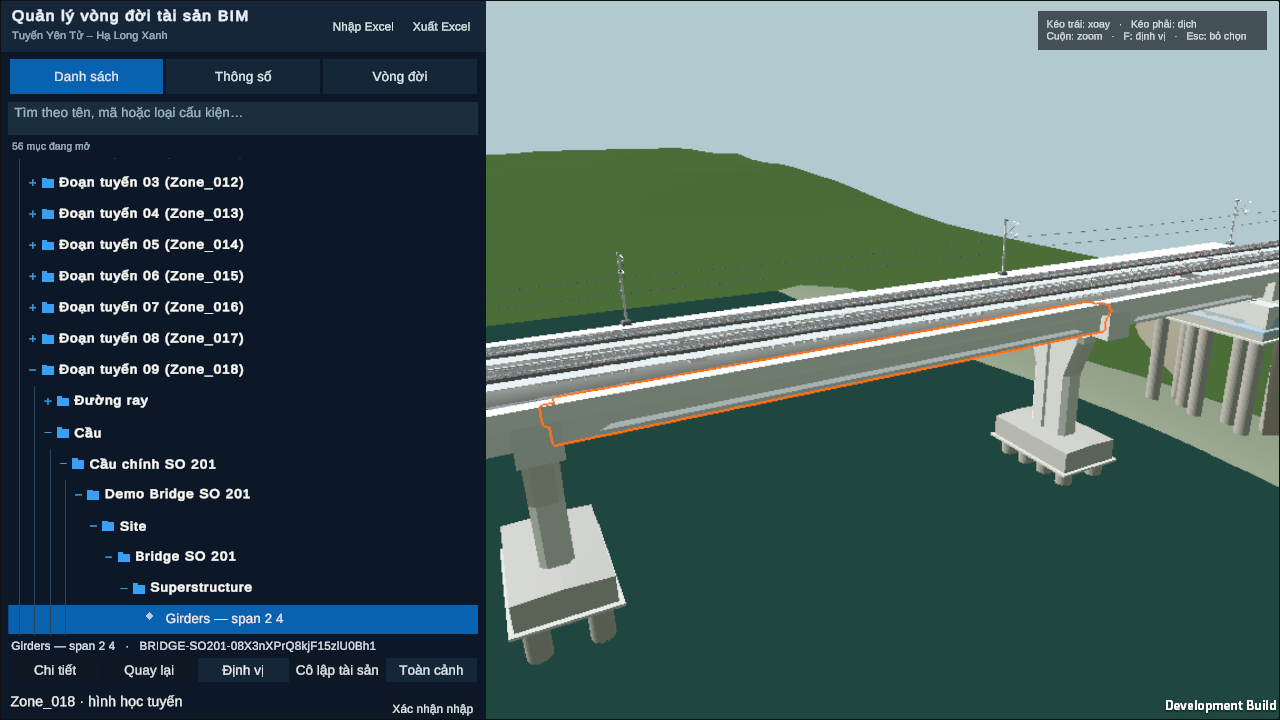 Quản lý vòng đời tài sản BIM
Tuyến Yên Tử – Hạ Long Xanh
Nhập Excel
Xuất Excel
Danh sách
Thông số
Vòng đời
Tìm theo tên, mã hoặc loại cấu kiện...
56 mục đang mở
Đoạn tuyến 03 (Zone_012)
Đoạn tuyến 04 (Zone_013)
Đoạn tuyến 05 (Zone_014)
Đoạn tuyến 06 (Zone_015)
Đoạn tuyến 07 (Zone_016)
Đoạn tuyến 08 (Zone_017)
Đoạn tuyến 09 (Zone_018)
Đường ray
Cầu
Cầu chính SO 201
Demo Bridge SO 201
Site
Bridge SO 201
Superstructure
Girders — span 2 4
Girders — span 2 4 · BRIDGE-SO201-08X3nXPrQ8kjF15zlU0Bh1
Chi tiết
Quay lại
Định vị
Cô lập tài sản
Toàn cảnh
Zone_018 · hình học tuyến
Xác nhận nhập
Kéo trái: xoay · Kéo phải: dịch
Cuộn: zoom · F: định vị · Esc: bỏ chọn
Development Build